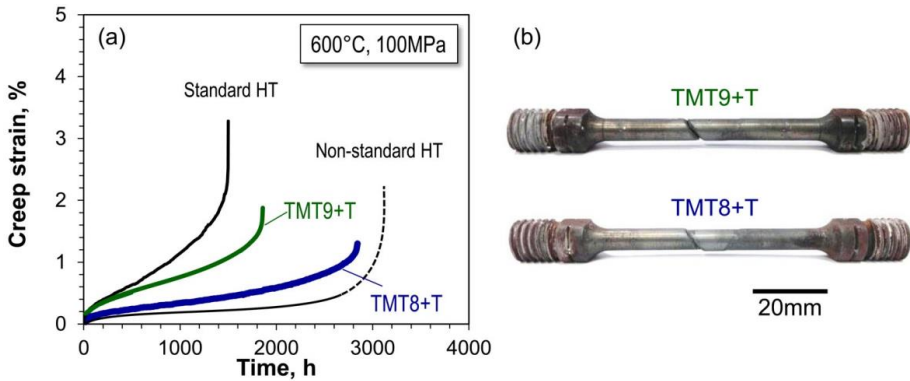 (a)
600°C, 100MPa
Standard HT
Non-standard HT
TMT9+T
TMT8+T
Creep strain, %
5
4
3
2
1
0
0
1000
2000
3000
4000
Time, h
(b)
TMT9+T
TMT8+T
20mm